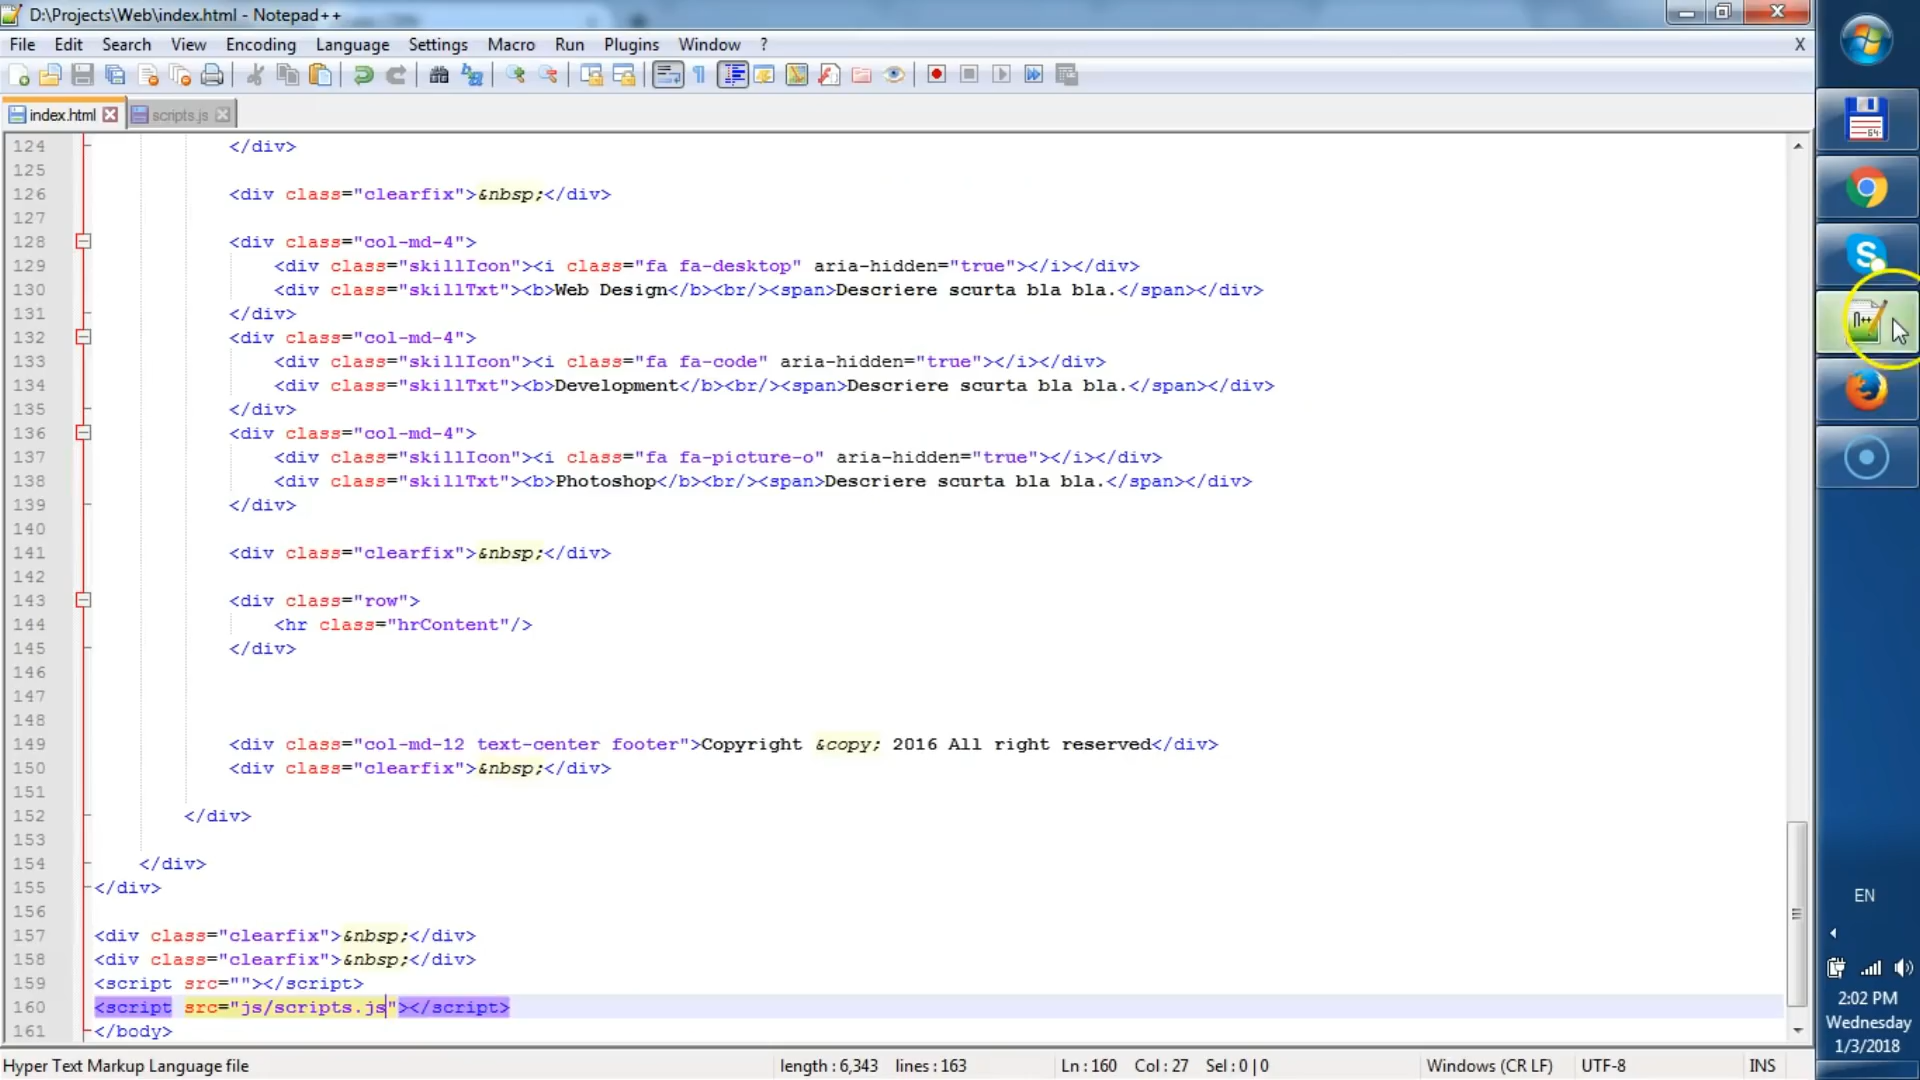 D:\Projects\Web\index.html - Notepad++
File Edit Search View Encoding Language Settings Macro Run Plugins Window ? X
index.html scripts.js
124 </div>
125
126 <div class="clearfix">&nbsp;</div>
127
128 <div class="col-md-4">
129 <div class="skillIcon"><i class="fa fa-desktop" aria-hidden="true"></i></div>
130 <div class="skillTxt"><b>Web Design</b><br/><span>Descriere scurta bla bla.</span></div>
131 </div>
132 <div class="col-md-4">
133 <div class="skillIcon"><i class="fa fa-code" aria-hidden="true"></i></div>
134 <div class="skillTxt"><b>Development</b><br/><span>Descriere scurta bla bla.</span></div>
135 </div>
136 <div class="col-md-4">
137 <div class="skillIcon"><i class="fa fa-picture-o" aria-hidden="true"></i></div>
138 <div class="skillTxt"><b>Photoshop</b><br/><span>Descriere scurta bla bla.</span></div>
139 </div>
140
141 <div class="clearfix">&nbsp;</div>
142
143 <div class="row">
144 <hr class="hrContent"/>
145 </div>
146
147
148
149 <div class="col-md-12 text-center footer">Copyright &copy; 2016 All right reserved</div>
150 <div class="clearfix">&nbsp;</div>
151
152 </div>
153
154 </div>
155 </div>
156
157 <div class="clearfix">&nbsp;</div>
158 <div class="clearfix">&nbsp;</div>
159 <script src=""></script>
160 <script src="js/scripts.js"></script>
161 </body>
Hyper Text Markup Language file length : 6,343 lines : 163 Ln : 160 Col : 27 Sel : 0 | 0 Windows (CR LF) UTF-8 INS
64
n++
EN
2:02 PM
Wednesday
1/3/2018